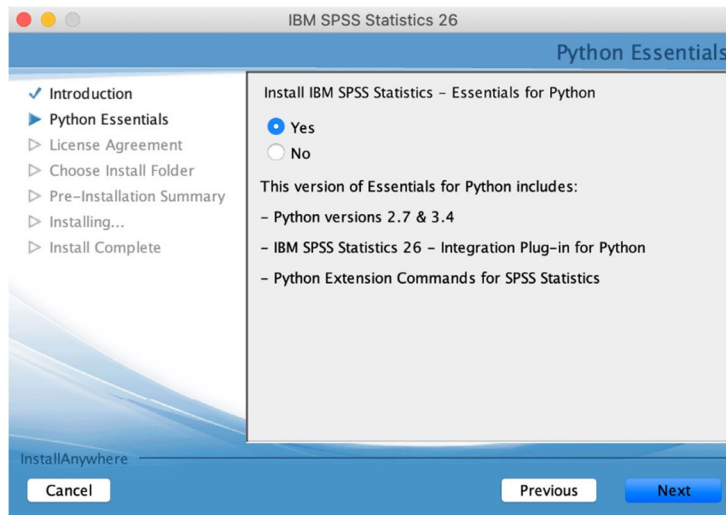 IBM SPSS Statistics 26
Python Essentials
Introduction
Python Essentials
License Agreement
Choose Install Folder
Pre-Installation Summary
Installing...
Install Complete
Install IBM SPSS Statistics – Essentials for Python
Yes
No
This version of Essentials for Python includes:
– Python versions 2.7 & 3.4
– IBM SPSS Statistics 26 – Integration Plug-in for Python
– Python Extension Commands for SPSS Statistics
InstallAnywhere
Cancel
Previous
Next